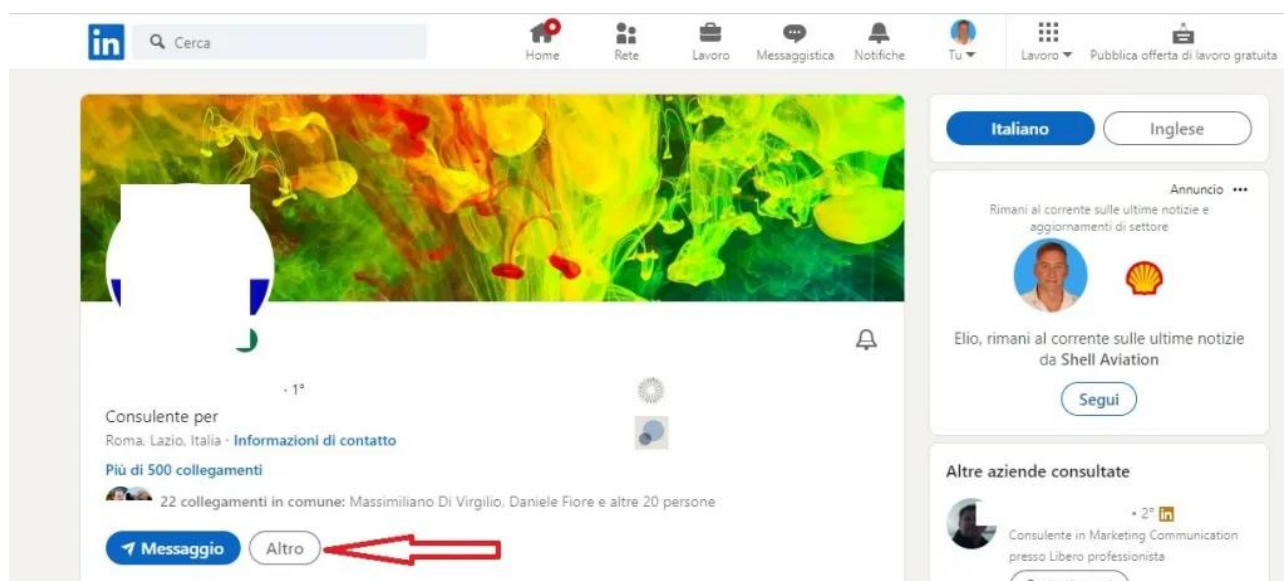 in
Cerca
Home
Rete
Lavoro
Messaggistica
Notifiche
Tu
Lavoro
Pubblica offerta di lavoro gratuita
Italiano
Inglese
Annuncio
Rimani al corrente sulle ultime notizie e
aggiornamenti di settore
Elio, rimani al corrente sulle ultime notizie
da Shell Aviation
Segui
· 1°
Consulente per
Roma, Lazio, Italia · Informazioni di contatto
Più di 500 collegamenti
22 collegamenti in comune: Massimiliano Di Virgilio, Daniele Fiore e altre 20 persone
Messaggio
Altro
Altre aziende consultate
• 2° in
Consulente in Marketing Communication
presso Libero professionista